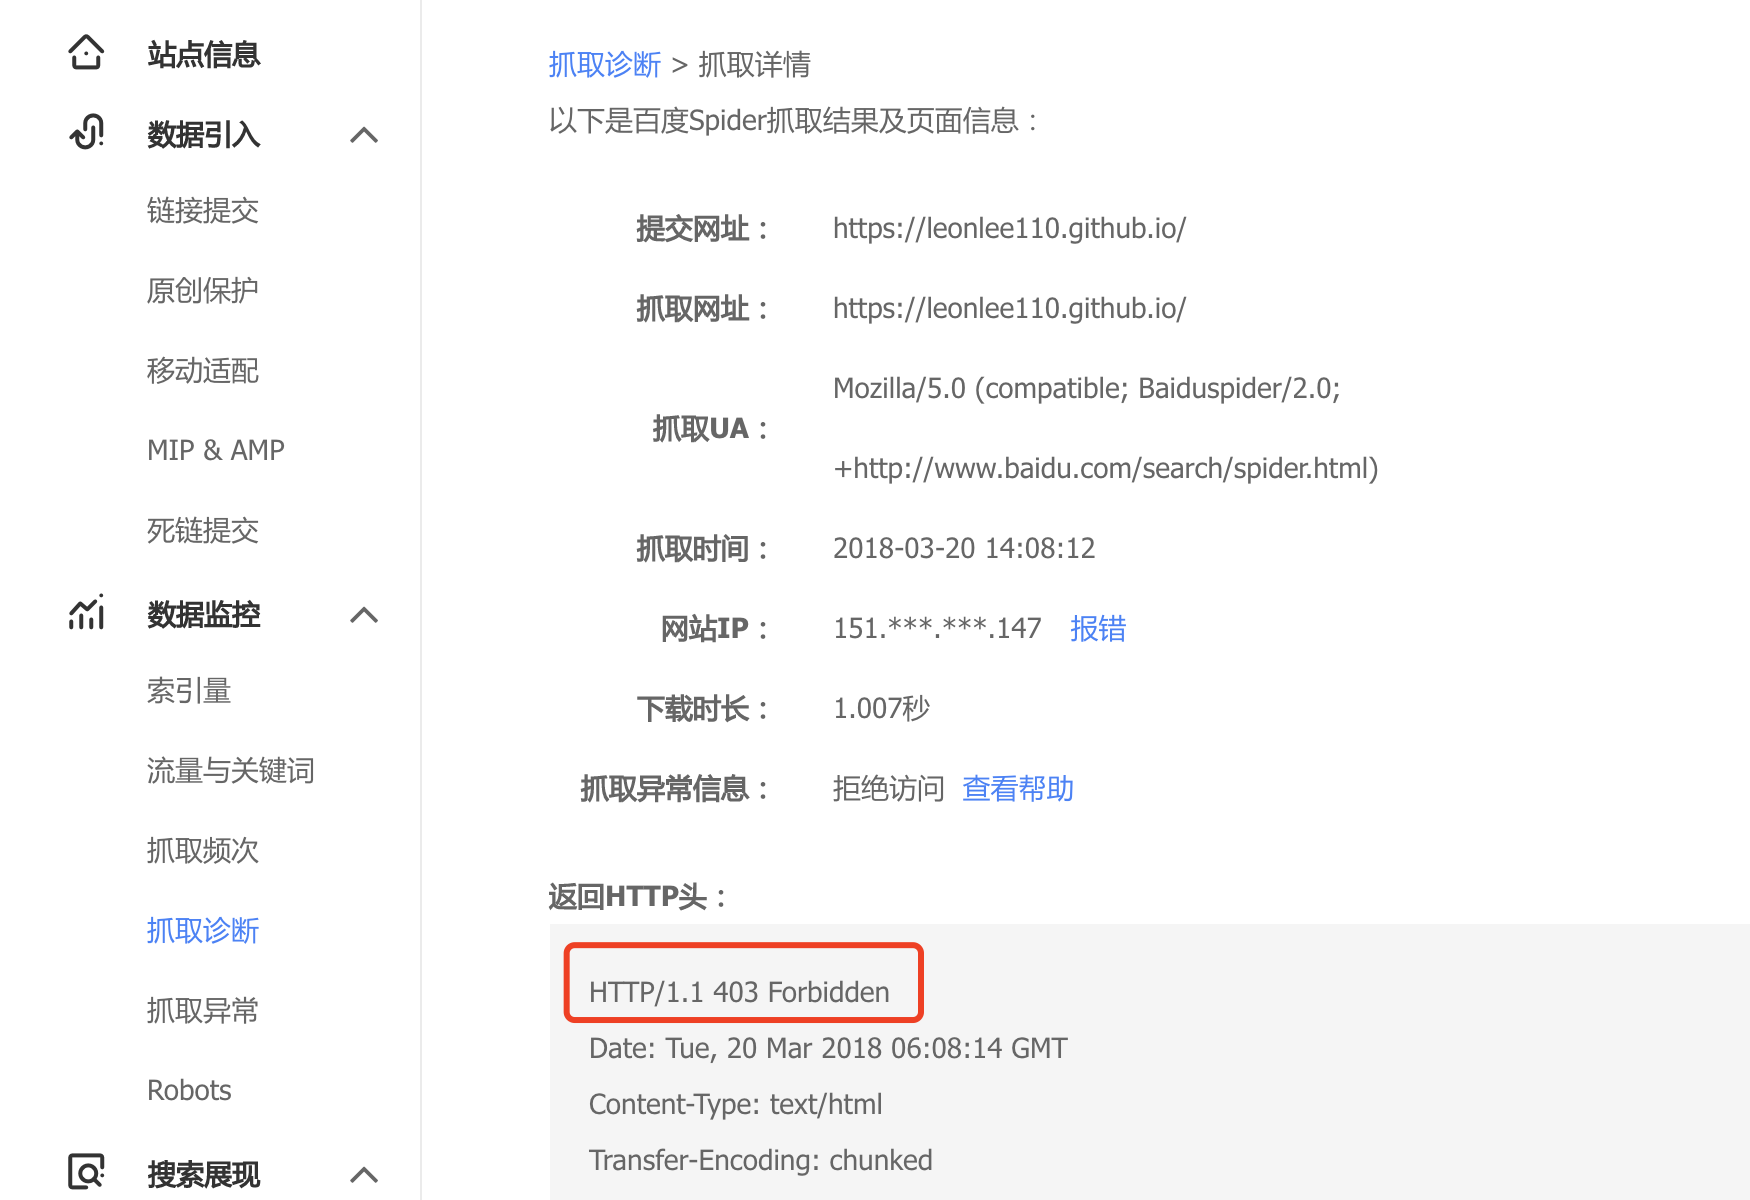 站点信息
数据引入
链接提交
原创保护
移动适配
MIP & AMP
死链提交
数据监控
索引量
流量与关键词
抓取频次
抓取诊断
抓取异常
Robots
搜索展现
抓取诊断 > 抓取详情
以下是百度Spider抓取结果及页面信息：
提交网址： https://leonlee110.github.io/
抓取网址： https://leonlee110.github.io/
抓取UA： Mozilla/5.0 (compatible; Baiduspider/2.0;
+http://www.baidu.com/search/spider.html)
抓取时间： 2018-03-20 14:08:12
网站IP： 151.***.***.147 报错
下载时长： 1.007秒
抓取异常信息： 拒绝访问 查看帮助
返回HTTP头：
HTTP/1.1 403 Forbidden
Date: Tue, 20 Mar 2018 06:08:14 GMT
Content-Type: text/html
Transfer-Encoding: chunked